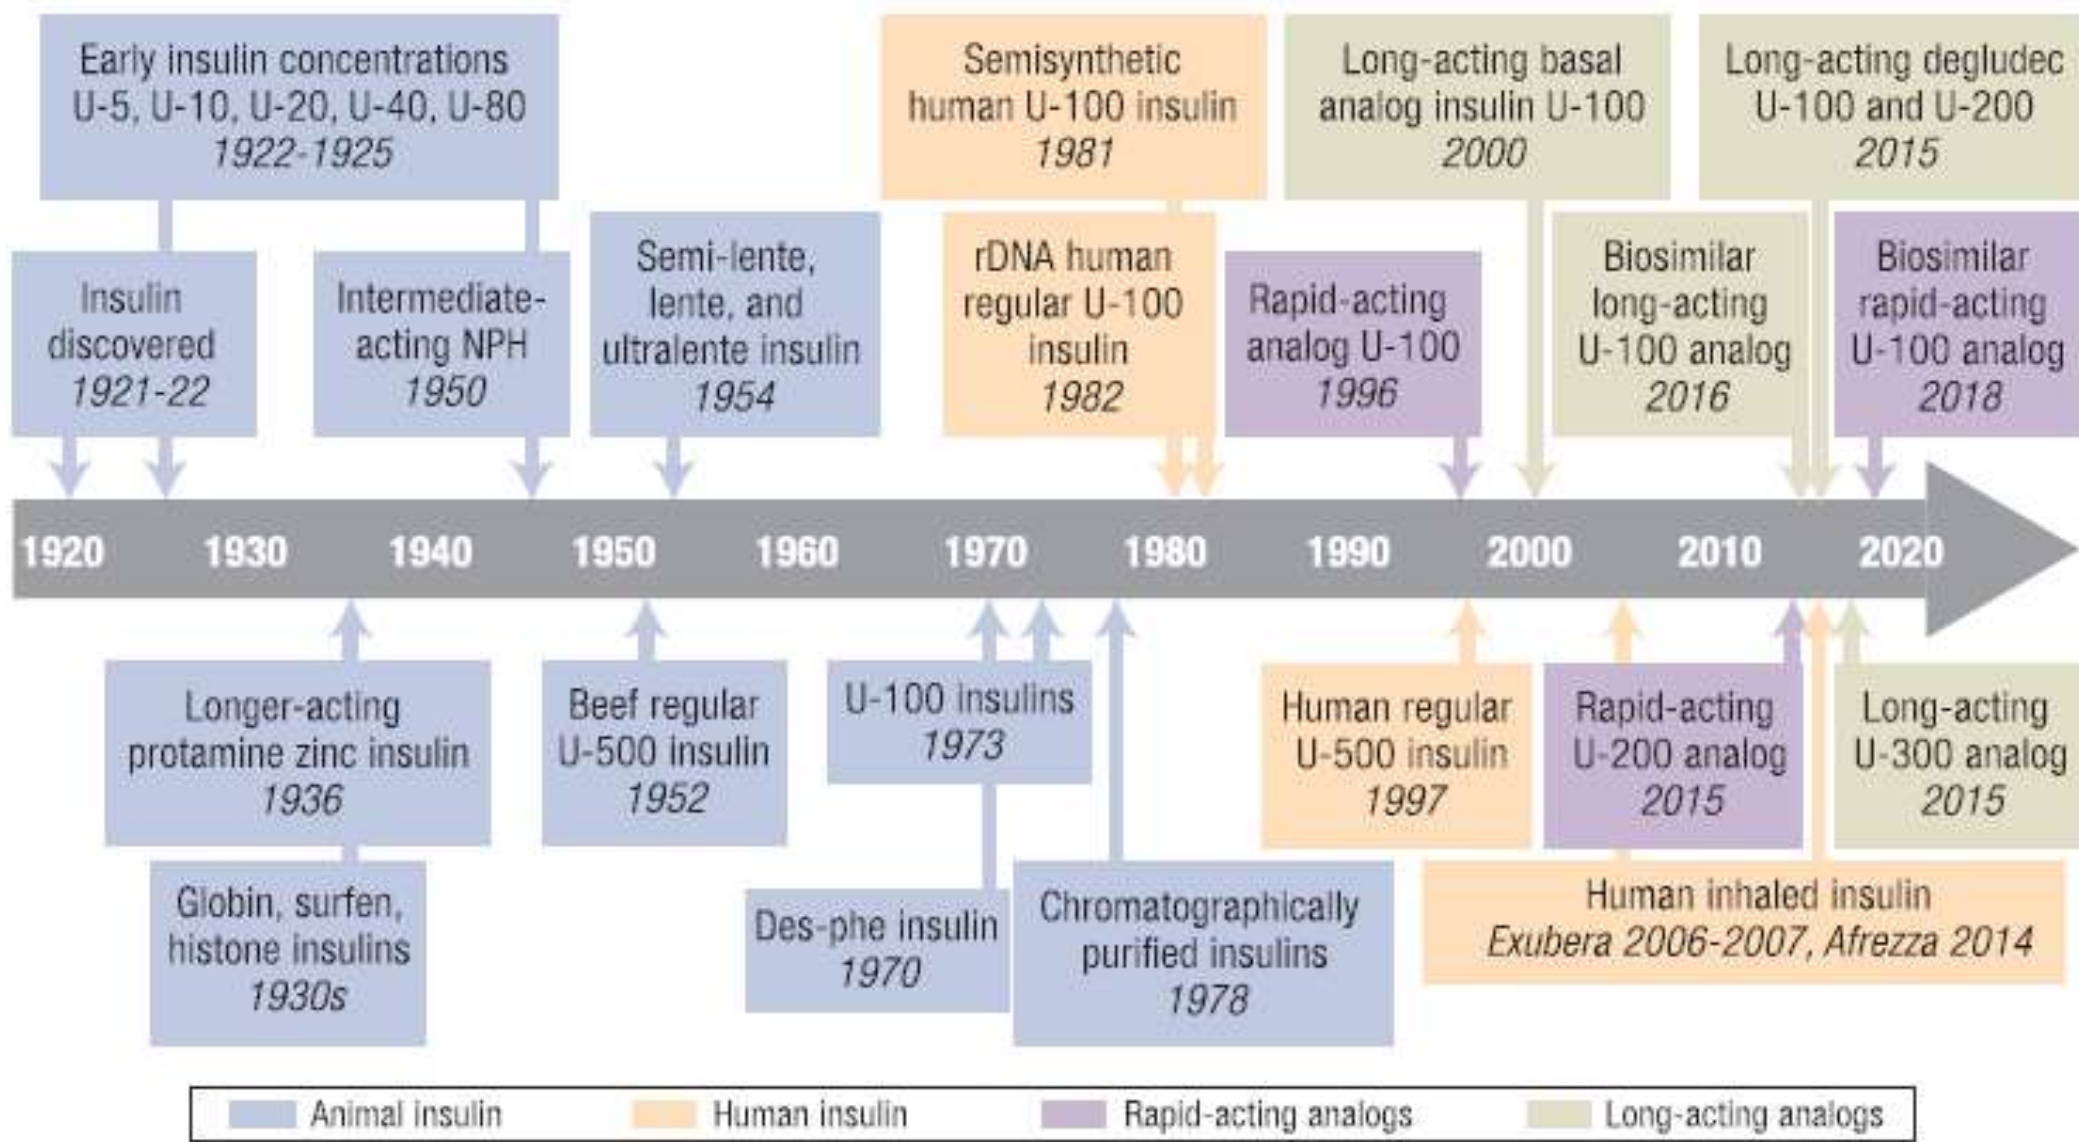 Early insulin concentrations
U-5, U-10, U-20, U-40, U-80
1922-1925
Semisynthetic
human U-100 insulin
1981
Long-acting basal
analog insulin U-100
2000
Long-acting degludec
U-100 and U-200
2015
Insulin
discovered
1921-22
Intermediate-
acting NPH
1950
Semi-lente,
lente, and
ultralente insulin
1954
rDNA human
regular U-100
insulin
1982
Rapid-acting
analog U-100
1996
Biosimilar
long-acting
U-100 analog
2016
Biosimilar
rapid-acting
U-100 analog
2018
1920 1930 1940 1950 1960 1970 1980 1990 2000 2010 2020
Longer-acting
protamine zinc insulin
1936
Beef regular
U-500 insulin
1952
U-100 insulins
1973
Human regular
U-500 insulin
1997
Rapid-acting
U-200 analog
2015
Long-acting
U-300 analog
2015
Globin, surfen,
histone insulins
1930s
Des-phe insulin
1970
Chromatographically
purified insulins
1978
Human inhaled insulin
Exubera 2006-2007, Afrezza 2014
Animal insulin
Human insulin
Rapid-acting analogs
Long-acting analogs